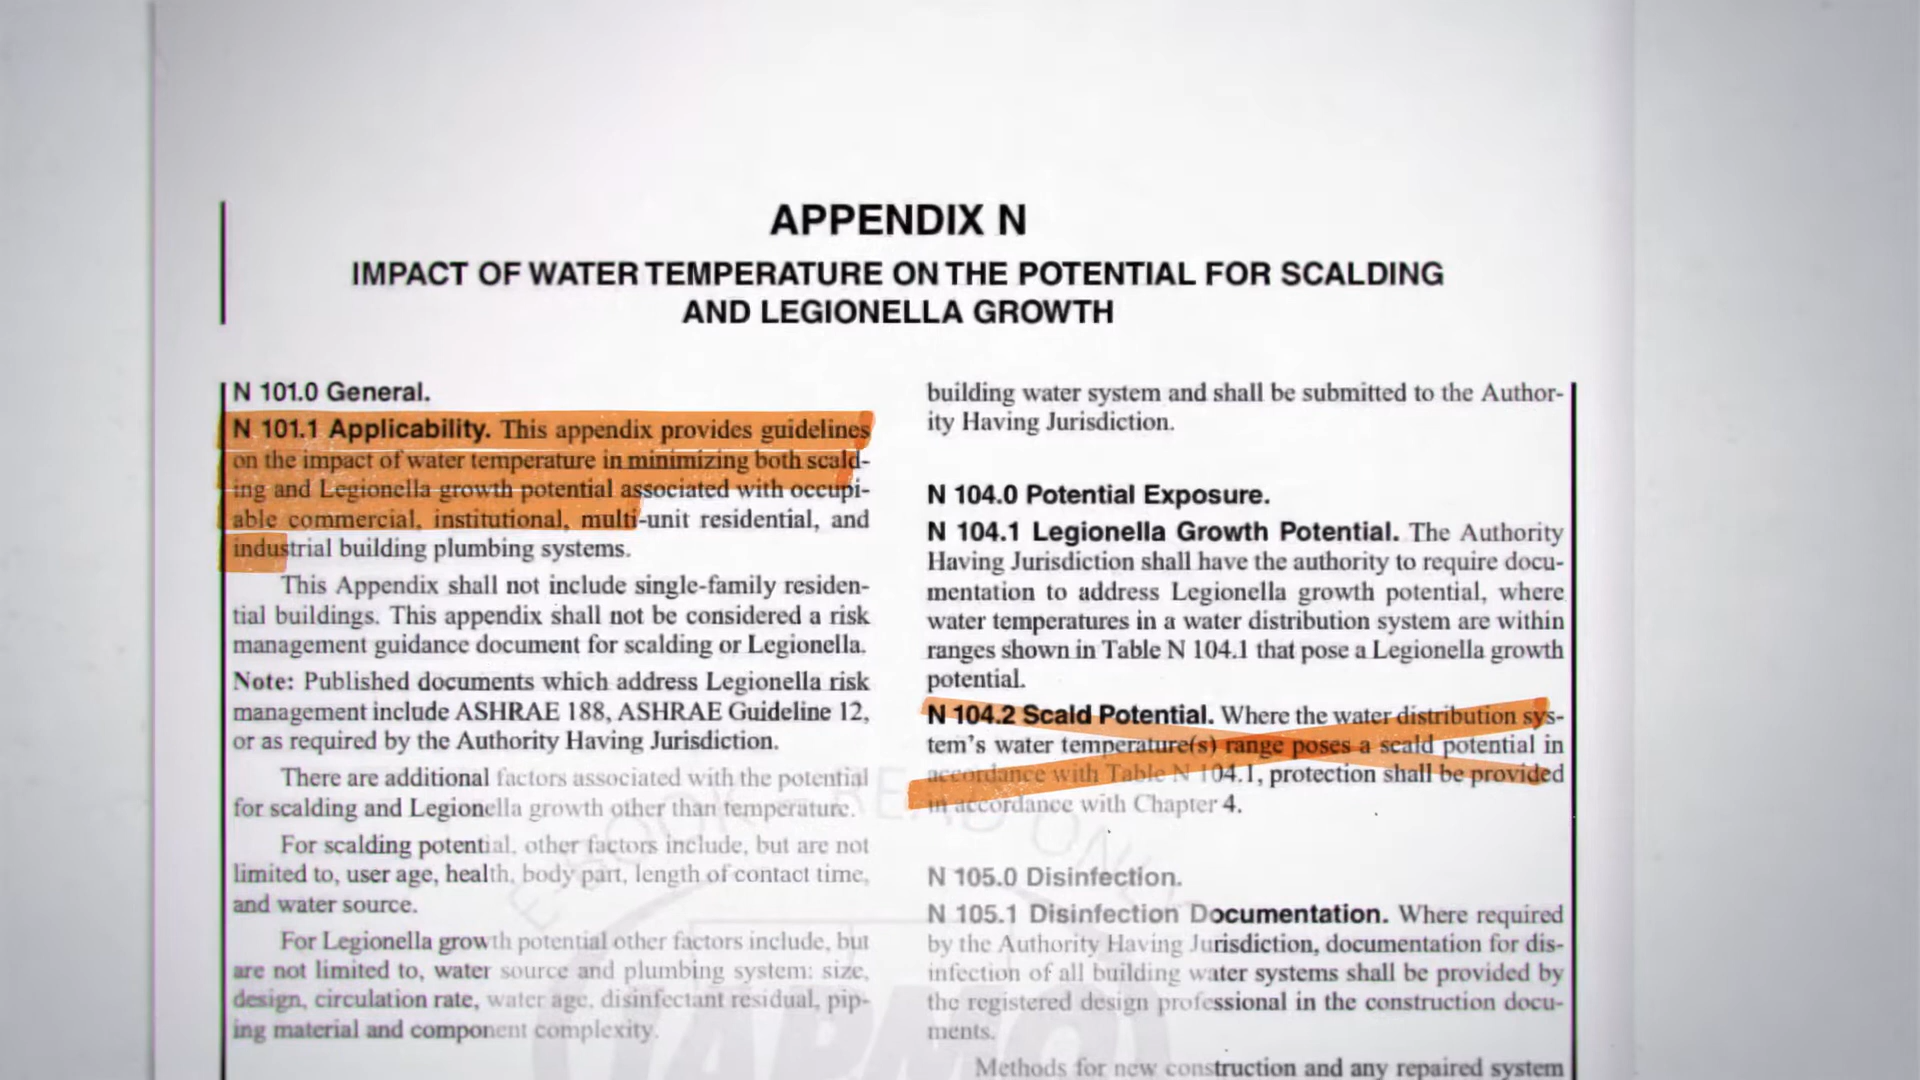 APPENDIX N
IMPACT OF WATER TEMPERATURE ON THE POTENTIAL FOR SCALDING
AND LEGIONELLA GROWTH
N 101.0 General.
N 101.1 Applicability. This appendix provides guidelines
on the impact of water temperature in minimizing both scald-
ing and Legionella growth potential associated with occupi-
able commercial, institutional, multi-unit residential, and
industrial building plumbing systems.
This Appendix shall not include single-family residen-
tial buildings. This appendix shall not be considered a risk
management guidance document for scalding or Legionella.
Note: Published documents which address Legionella risk
management include ASHRAE 188, ASHRAE Guideline 12,
or as required by the Authority Having Jurisdiction.
There are additional factors associated with the potential
for scalding and Legionella growth other than temperature.
For scalding potential, other factors include, but are not
limited to, user age, health, body part, length of contact time,
and water source.
For Legionella growth potential other factors include, but
are not limited to, water source and plumbing system: size,
design, circulation rate, water age, disinfectant residual, pip-
ing material and component complexity.
building water system and shall be submitted to the Author-
ity Having Jurisdiction.
N 104.0 Potential Exposure.
N 104.1 Legionella Growth Potential. The Authority
Having Jurisdiction shall have the authority to require docu-
mentation to address Legionella growth potential, where
water temperatures in a water distribution system are within
ranges shown in Table N 104.1 that pose a Legionella growth
potential.
N 104.2 Scald Potential. Where the water distribution sys-
tem's water temperature(s) range poses a scald potential in
accordance with Table N 104.1, protection shall be provided
in accordance with Chapter 4.
N 105.0 Disinfection.
N 105.1 Disinfection Documentation. Where required
by the Authority Having Jurisdiction, documentation for dis-
infection of all building water systems shall be provided by
the registered design professional in the construction docu-
ments.
Methods for new construction and any repaired system
READ ONLY
IAPMO